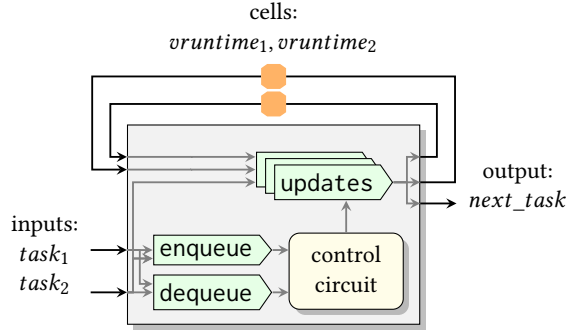 cells:
vruntime₁, vruntime₂
updates
output:
next_task
inputs:
task₁
task₂
enqueue
dequeue
control
circuit